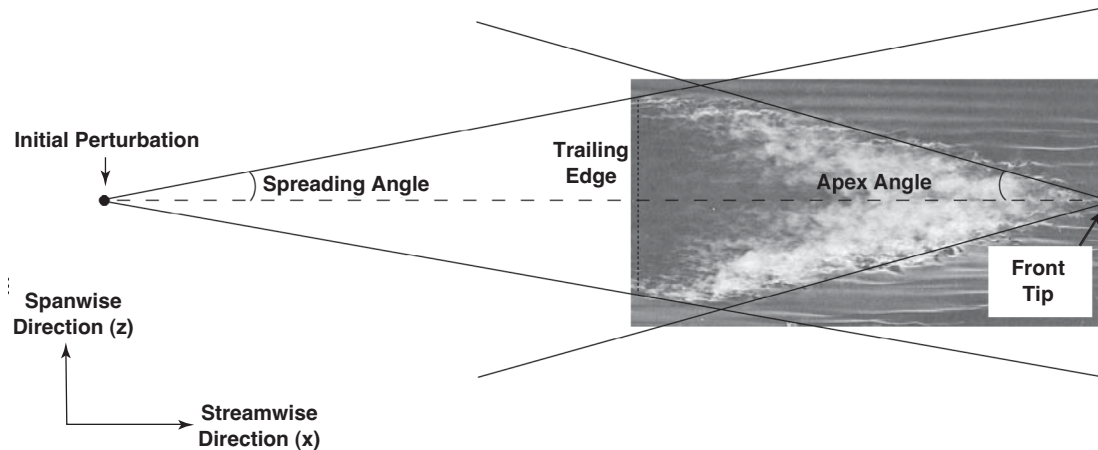 Initial Perturbation
Spreading Angle
Trailing
Edge
Apex Angle
Front
Tip
Spanwise
Direction (z)
Streamwise
Direction (x)